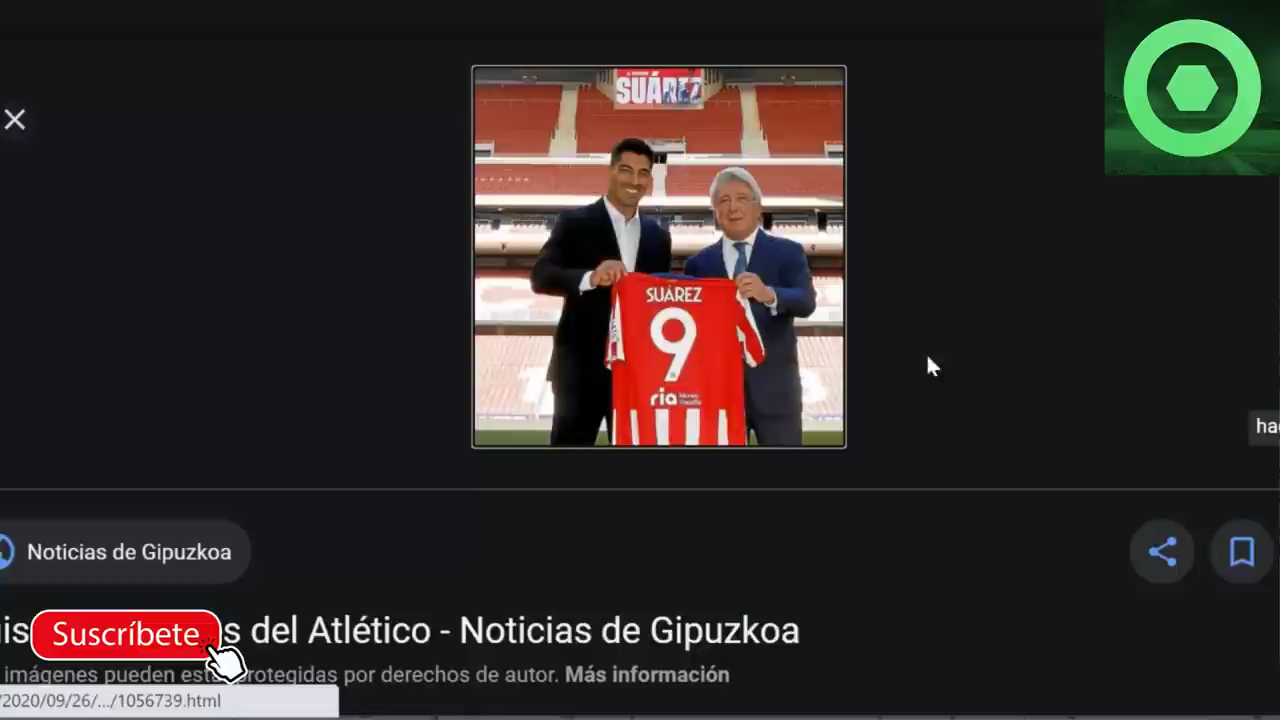 SUÁREZ
SUÁREZ
9
ria
Noticias de Gipuzkoa
Suscríbete
s del Atlético - Noticias de Gipuzkoa
imágenes pueden est protegidas por derechos de autor. Más información
/2020/09/26/.../1056739.html